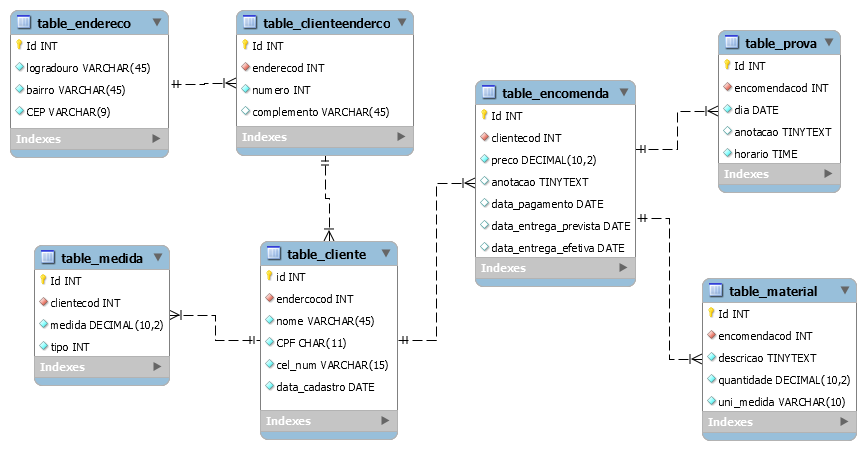 table_endereco
Id INT
logradouro VARCHAR(45)
bairro VARCHAR(45)
CEP VARCHAR(9)
Indexes
table_clienteenderco
Id INT
enderecod INT
numero INT
complemento VARCHAR(45)
Indexes
table_encomenda
Id INT
clientecod INT
preco DECIMAL(10,2)
anotacao TINYTEXT
data_pagamento DATE
data_entrega_prevista DATE
data_entrega_efetiva DATE
Indexes
table_prova
Id INT
encomendacod INT
dia DATE
anotacao TINYTEXT
horario TIME
Indexes
table_medida
Id INT
clientecod INT
medida DECIMAL(10,2)
tipo INT
Indexes
table_cliente
id INT
endercocod INT
nome VARCHAR(45)
CPF CHAR(11)
cel_num VARCHAR(15)
data_cadastro DATE
Indexes
table_material
Id INT
encomendacod INT
descricao TINYTEXT
quantidade DECIMAL(10,2)
uni_medida VARCHAR(10)
Indexes